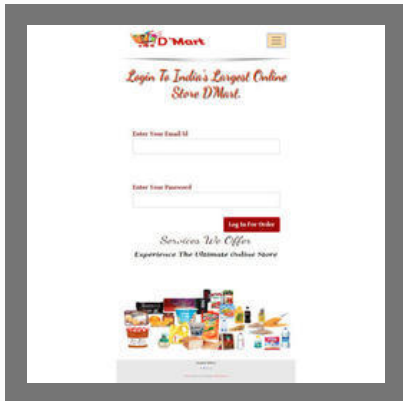 D'Mart
Login To India's Largest Online
Store D'Mart.
Enter Your Email Id
Enter Your Password
Log In For Order
Services We Offer
Experience The Ultimate Online Store